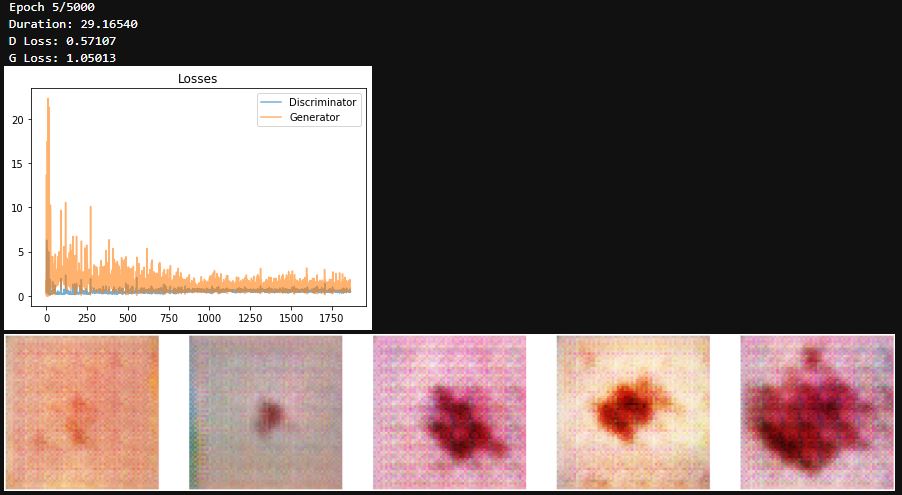 Epoch 5/5000
Duration: 29.16540
D Loss: 0.57107
G Loss: 1.05013
Losses
Discriminator
Generator
20
15
10
5
0
0 250 500 750 1000 1250 1500 1750